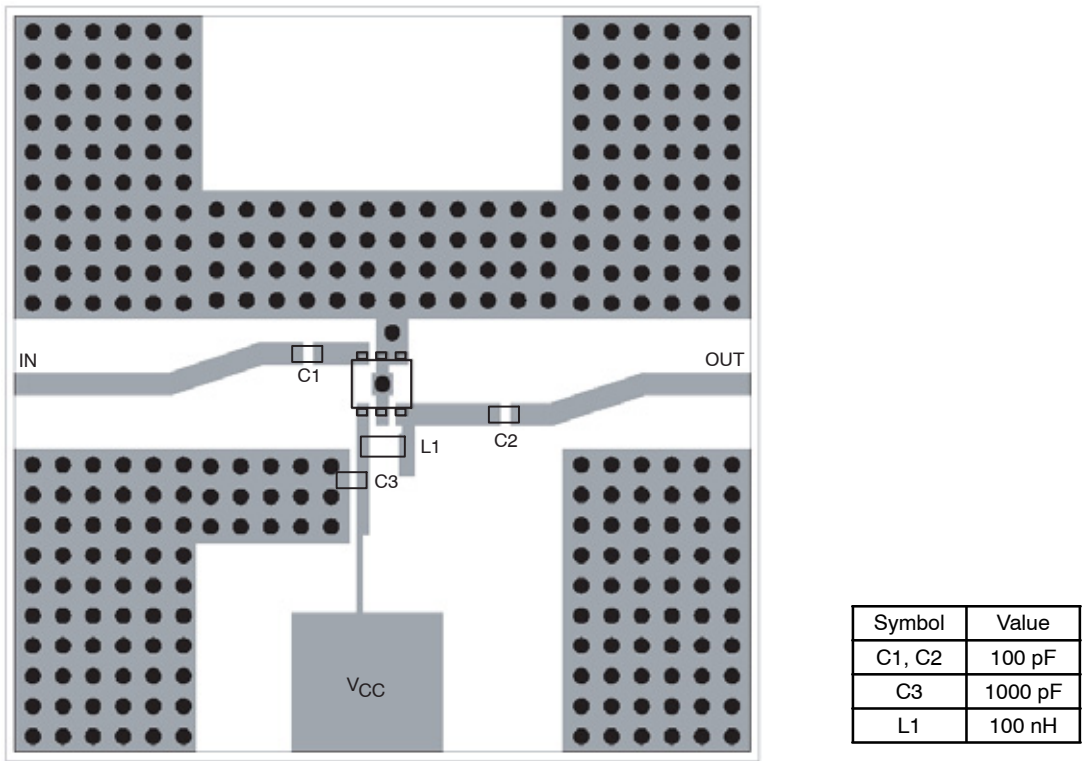 IN
OUT
C1
C2
L1
C3
VCC
Symbol Value
C1, C2 100 pF
C3 1000 pF
L1 100 nH